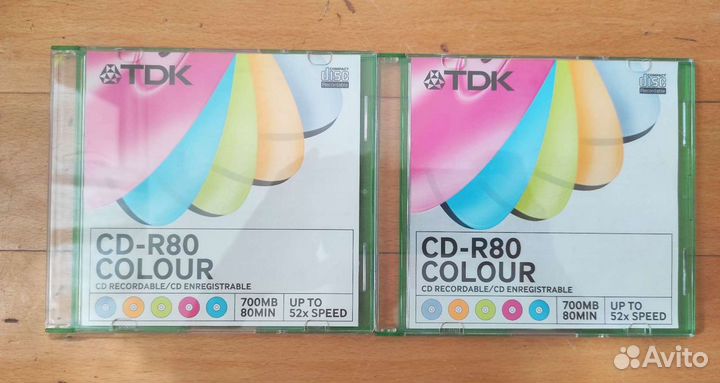 TDK
COMPACT
disc
Recordable
CD-R80
COLOUR
CD RECORDABLE/CD ENREGISTRABLE
700MB
80MIN
UP TO
52x SPEED
TDK
COMPACT
disc
Recordable
CD-R80
COLOUR
CD RECORDABLE/CD ENREGISTRABLE
700MB
80MIN
UP TO
52x SPEED
Avito